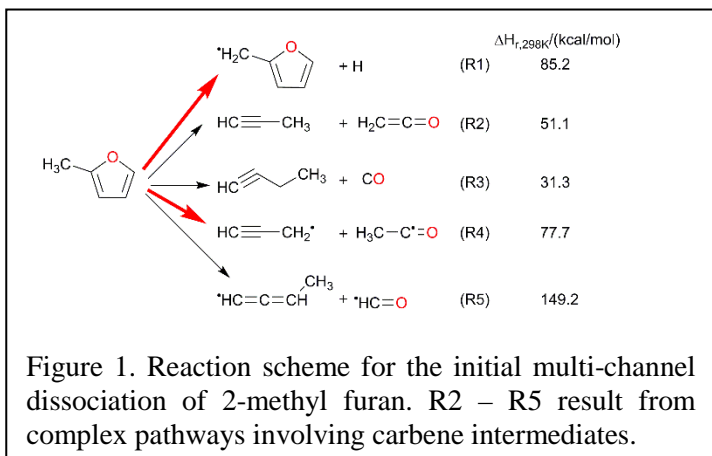 ΔHr,298K/(kcal/mol)
•H2C O + H (R1) 85.2
HC CH3 + H2C=C=O (R2) 51.1
H3C O
HC CH3 + CO (R3) 31.3
HC CH2• + H3C-C•=O (R4) 77.7
CH3
•HC=C=CH + •HC=O (R5) 149.2
Figure 1. Reaction scheme for the initial multi-channel
dissociation of 2-methyl furan. R2 – R5 result from
complex pathways involving carbene intermediates.